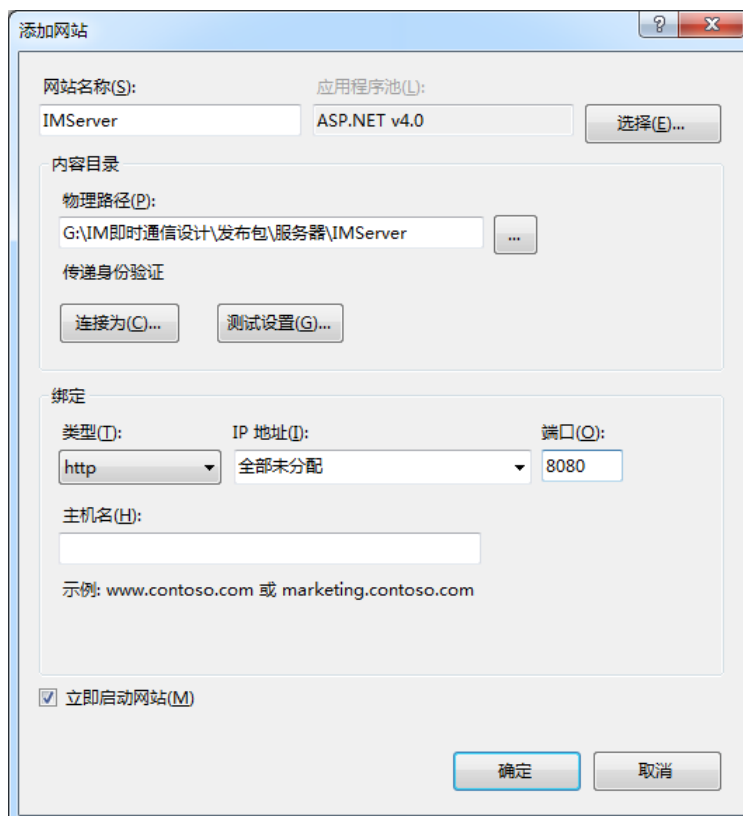 添加网站
网站名称(S):
应用程序池(L):
IMServer
ASP.NET v4.0
选择(E)...
内容目录
物理路径(P):
G:\IM即时通信设计\发布包\服务器\IMServer
...
传递身份验证
连接为(C)...
测试设置(G)...
绑定
类型(T):
IP 地址(I):
端口(O):
http
全部未分配
8080
主机名(H):
示例: www.contoso.com 或 marketing.contoso.com
立即启动网站(M)
确定
取消